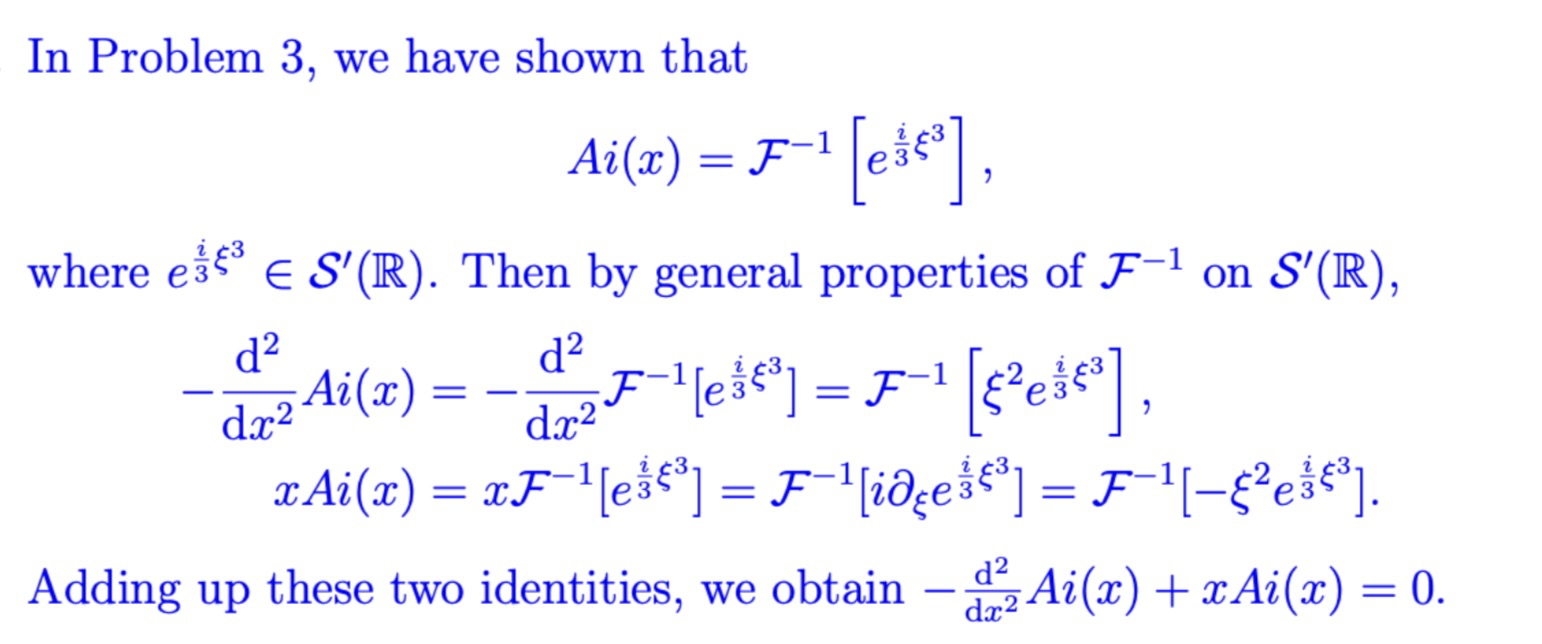 In Problem 3, we have shown that
$Ai(x) = \mathcal{F}^{-1}\left[e^{\frac{i}{3}\xi^3}\right],$
where $e^{\frac{i}{3}\xi^3} \in \mathcal{S}'(\mathbb{R})$. Then by general properties of $\mathcal{F}^{-1}$ on $\mathcal{S}'(\mathbb{R})$,
$-\frac{\mathrm{d}^2}{\mathrm{d}x^2}Ai(x) = -\frac{\mathrm{d}^2}{\mathrm{d}x^2}\mathcal{F}^{-1}[e^{\frac{i}{3}\xi^3}] = \mathcal{F}^{-1}\left[\xi^2 e^{\frac{i}{3}\xi^3}\right],$
$xAi(x) = x\mathcal{F}^{-1}[e^{\frac{i}{3}\xi^3}] = \mathcal{F}^{-1}[i\partial_\xi e^{\frac{i}{3}\xi^3}] = \mathcal{F}^{-1}[-\xi^2 e^{\frac{i}{3}\xi^3}].$
Adding up these two identities, we obtain $-\frac{\mathrm{d}^2}{\mathrm{d}x^2}Ai(x) + xAi(x) = 0.$